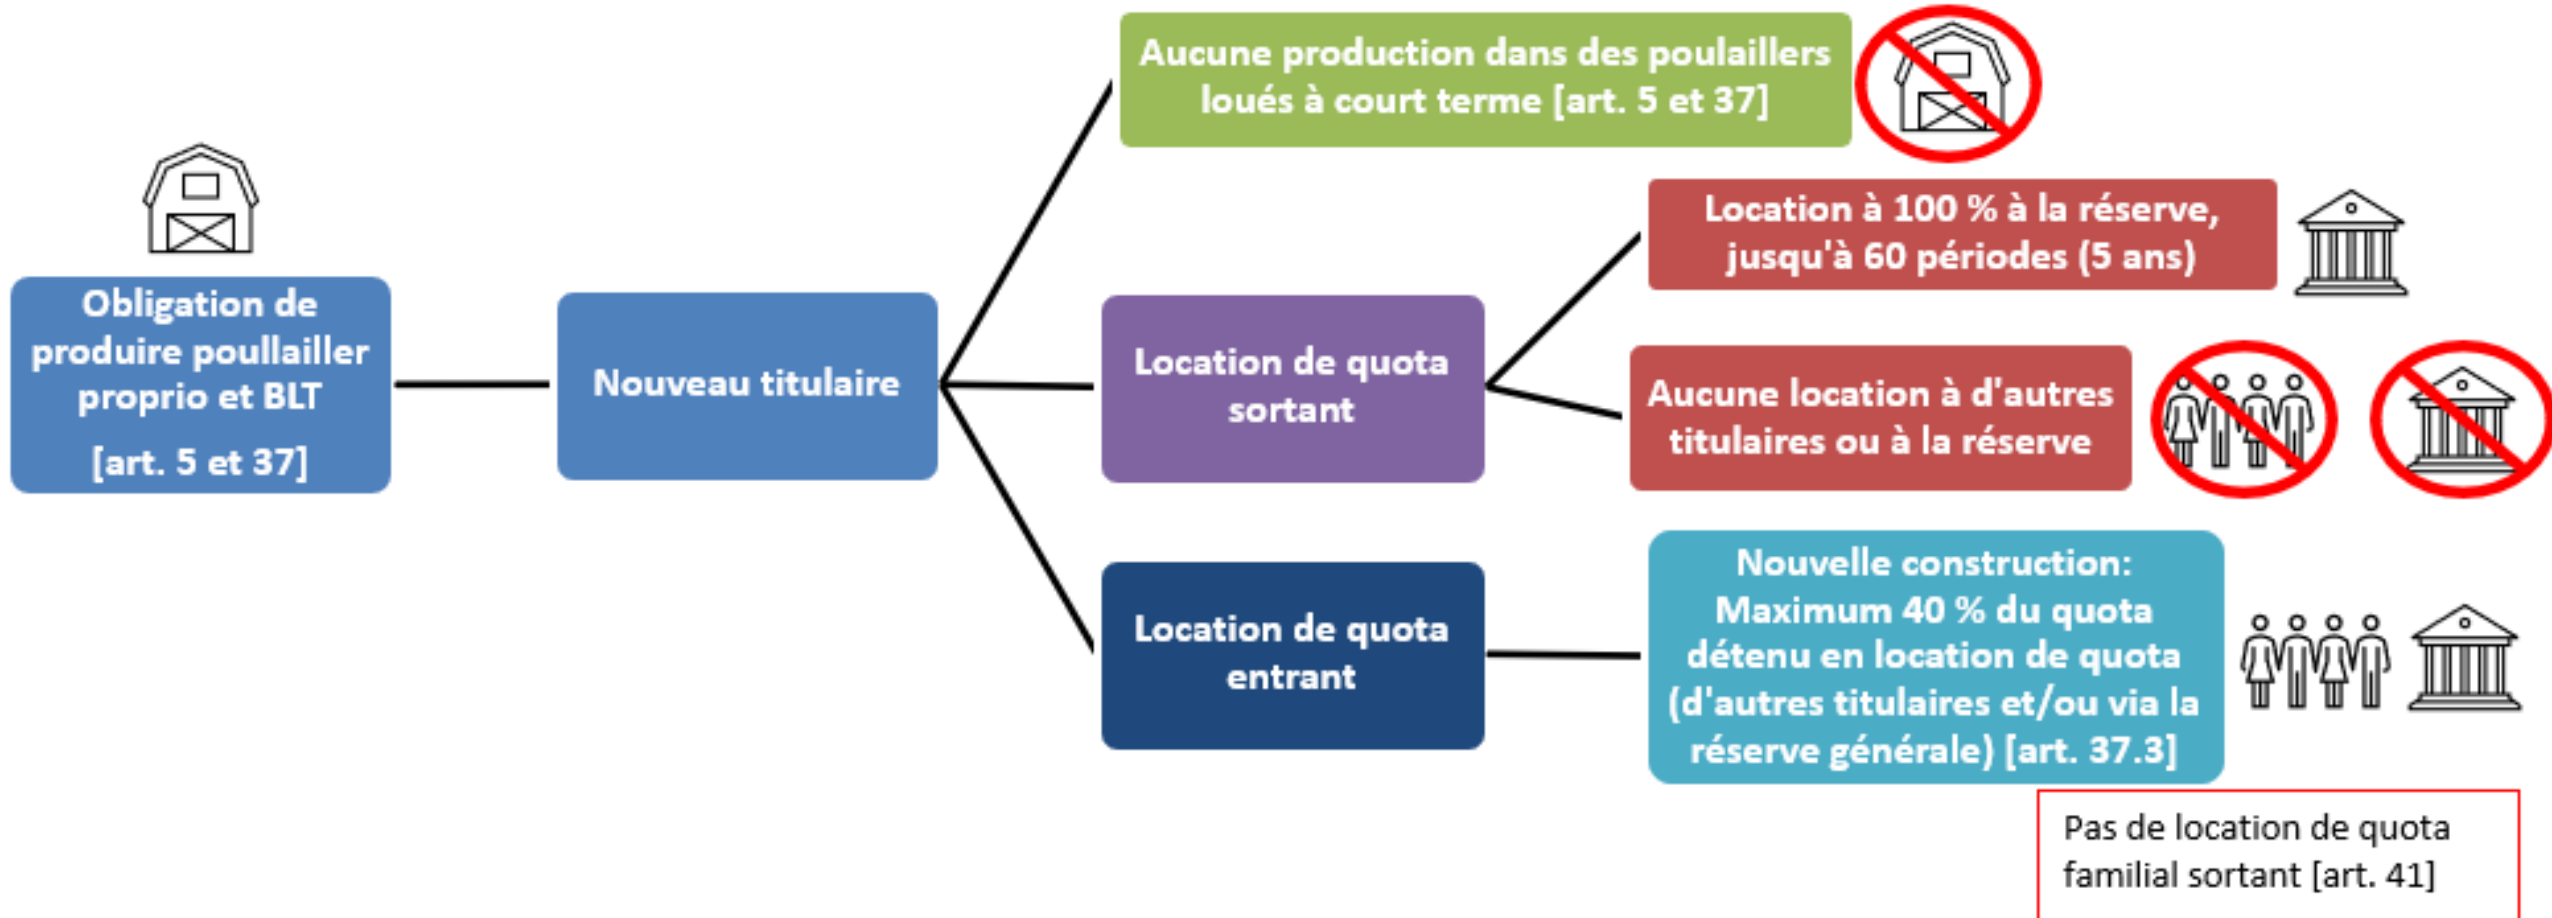 Obligation de
produire poullailler
proprio et BLT
[art. 5 et 37]
Nouveau titulaire
Aucune production dans des poulaillers
loués à court terme [art. 5 et 37]
Location de quota
sortant
Location à 100 % à la réserve,
jusqu'à 60 périodes (5 ans)
Aucune location à d'autres
titulaires ou à la réserve
Location de quota
entrant
Nouvelle construction:
Maximum 40 % du quota
détenu en location de quota
(d'autres titulaires et/ou via la
réserve générale) [art. 37.3]
Pas de location de quota
familial sortant [art. 41]